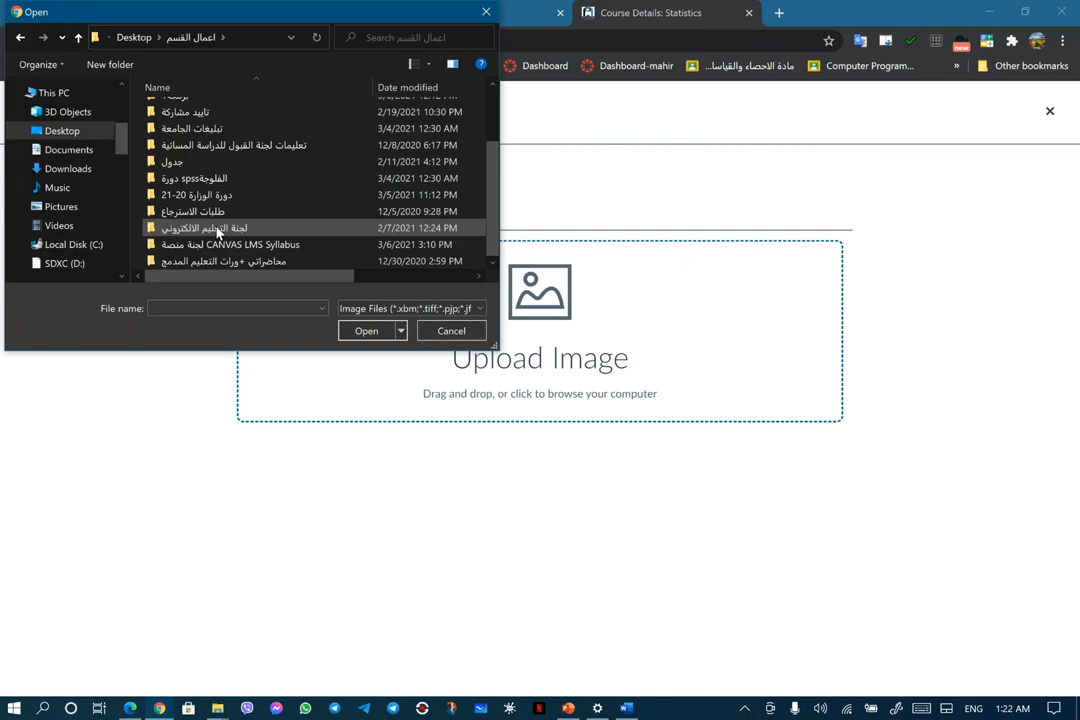 Open
Course Details: Statistics
Desktop
اعمال القسم
Search اعمال القسم
Organize
New folder
new
Dashboard
Dashboard-mahir
مادة الاحصاء والقياسا...
Computer Program...
»
Other bookmarks
Name
Date modified
This PC
3D Objects
تاييد مشاركة
2/19/2021 10:30 PM
Desktop
تبليغات الجامعة
3/4/2021 12:30 AM
Documents
تعليمات لجنة القبول للدراسة المسائية
12/8/2020 6:17 PM
Downloads
جدول
2/11/2021 4:12 PM
Music
دورة spssالفلوجة
3/4/2021 12:30 AM
دورة الوزارة 20-21
3/5/2021 11:12 PM
Pictures
طلبات الاسترجاع
12/5/2020 9:28 PM
Videos
لجنة التعليم الالكتروني
2/7/2021 12:24 PM
Local Disk (C:)
لجنة منصة CANVAS LMS Syllabus
3/6/2021 3:10 PM
SDXC (D:)
محاضراتي +ورات التعليم المدمج
12/30/2020 2:59 PM
File name:
Image Files (*.xbm;*.tiff;*.pjp;*.jf
Open
Cancel
Upload Image
Drag and drop, or click to browse your computer
ENG
1:22 AM